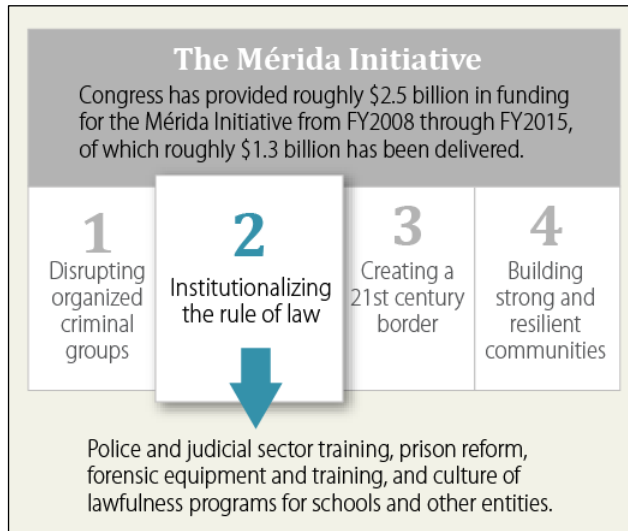 The Mérida Initiative
Congress has provided roughly $2.5 billion in funding
for the Mérida Initiative from FY2008 through FY2015,
of which roughly $1.3 billion has been delivered.
1
Disrupting
organized
criminal
groups
2
Institutionalizing
the rule of law
3
Creating a
21st century
border
4
Building
strong and
resilient
communities
Police and judicial sector training, prison reform,
forensic equipment and training, and culture of
lawfulness programs for schools and other entities.